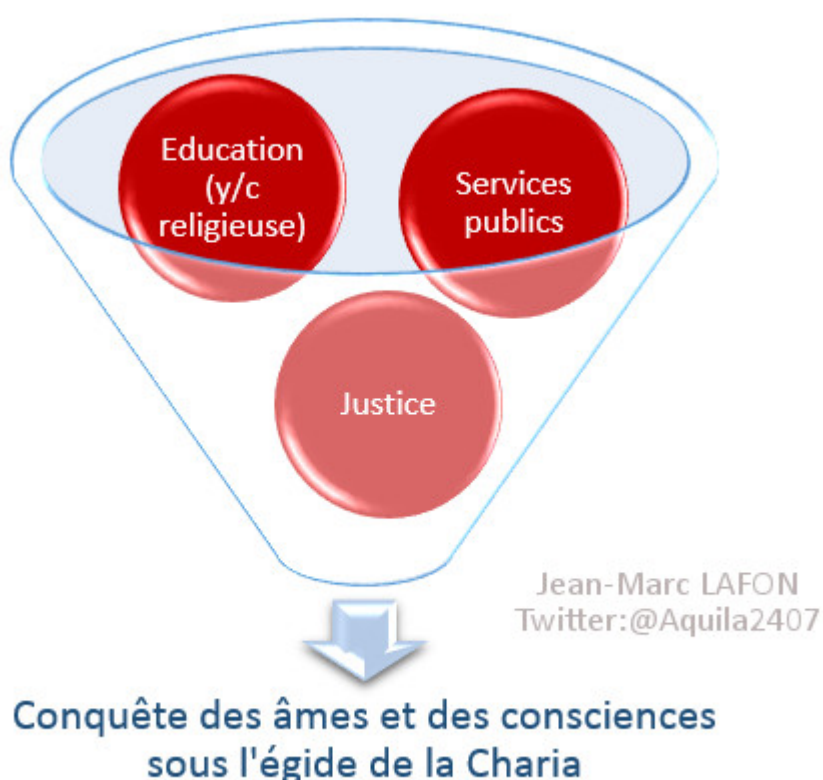 Education
(y/c
religieuse)
Services
publics
Justice
Jean-Marc LAFON
Twitter:@Aquila2407
Conquête des âmes et des consciences
sous l'égide de la Charia